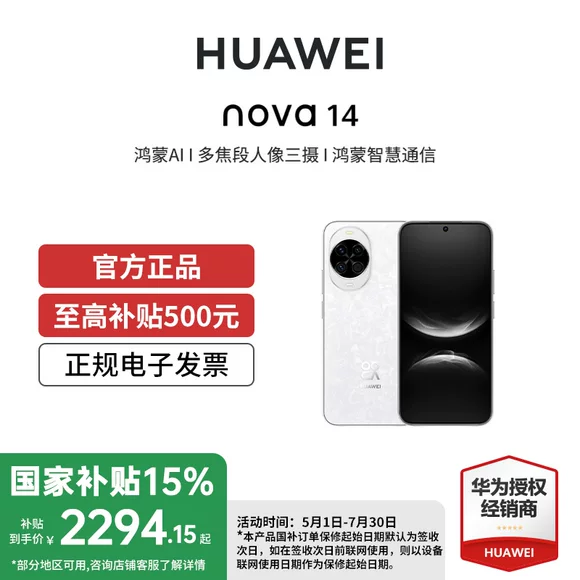 HUAWEI
nova 14
鸿蒙AI I 多焦段人像三摄 I 鸿蒙智慧通信
官方正品
至高补贴500元
正规电子发票
HUAWEI
国家补贴15%
补贴
到手价 ¥2294.15起
*部分地区可用,咨询店铺客服了解详情
活动时间：5月1日-7月30日
*本产品国补订单保修起始日期默认为签收
次日，如在签收次日前联网使用，则以设备
联网使用日期作为保修起始日期。
华为授权
经销商
HUAWEI